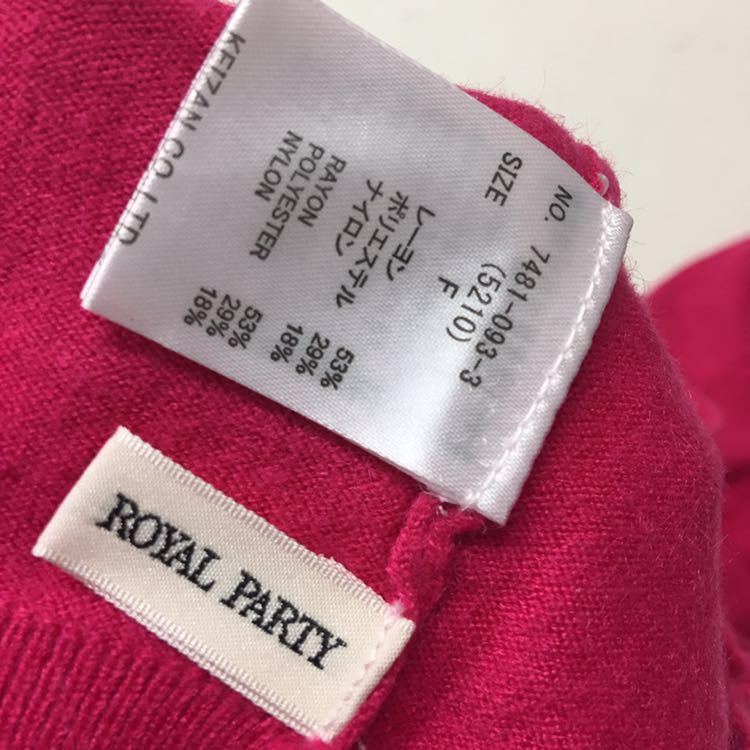 NO. 7481-093-3
(5210)
SIZE F
レーヨン 53%
ポリエステル 29%
ナイロン 18%
RAYON 53%
POLYESTER 29%
NYLON 18%
KEIZAN CO.,LTD.
ROYAL PARTY